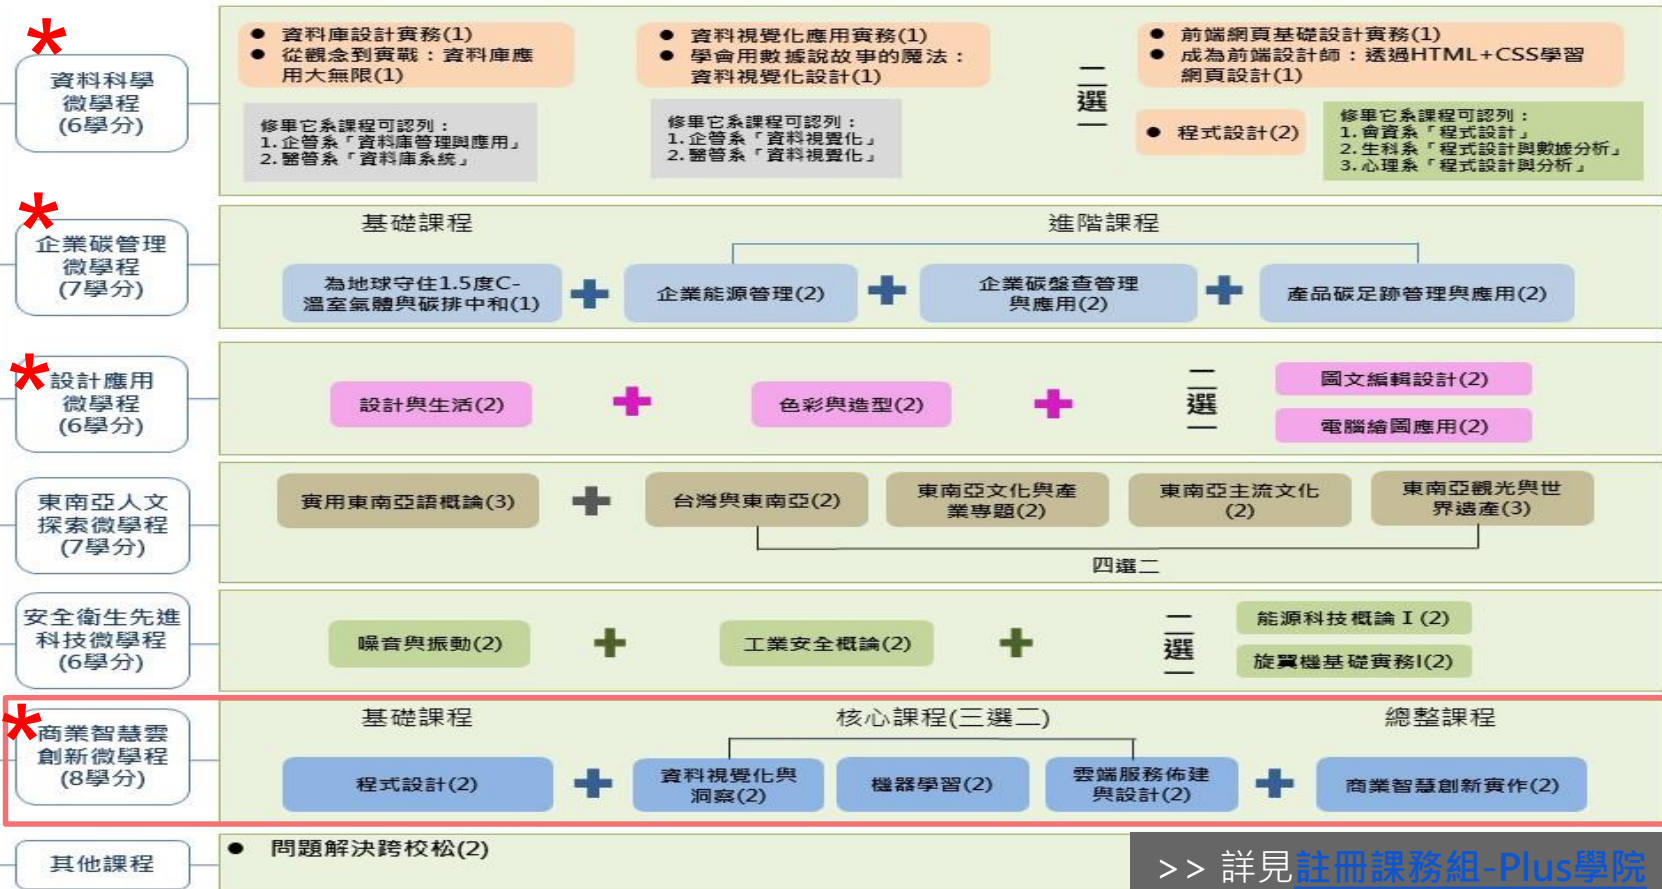 *
資料科學
微學程
(6學分)
● 資料庫設計實務(1)
● 從觀念到實戰：資料庫應
用大無限(1)
修畢它系課程可認列：
1.企管系「資料庫管理與應用」
2.醫管系「資料庫系統」
● 資料視覺化應用實務(1)
● 學會用數據說故事的魔法：
資料視覺化設計(1)
修畢它系課程可認列：
1.企管系「資料視覺化」
2.醫管系「資料視覺化」
二
選
一
● 前端網頁基礎設計實務(1)
● 成為前端設計師：透過HTML+CSS學習
網頁設計(1)
● 程式設計(2)
修畢它系課程可認列：
1.會資系「程式設計」
2.生科系「程式設計與數據分析」
3.心理系「程式設計與分析」
*
企業碳管理
微學程
(7學分)
基礎課程
進階課程
為地球守住1.5度C-
溫室氣體與碳排中和(1)
企業能源管理(2)
企業碳盤查管理
與應用(2)
產品碳足跡管理與應用(2)
*
設計應用
微學程
(6學分)
設計與生活(2)
色彩與造型(2)
二
選
一
圖文編輯設計(2)
電腦繪圖應用(2)
東南亞人文
探索微學程
(7學分)
實用東南亞語概論(3)
台灣與東南亞(2)
東南亞文化與產
業專題(2)
東南亞主流文化
(2)
東南亞觀光與世
界遺產(3)
四選二
安全衛生先進
科技微學程
(6學分)
噪音與振動(2)
工業安全概論(2)
二
選
一
能源科技概論 I (2)
旋翼機基礎實務I(2)
*
商業智慧雲
創新微學程
(8學分)
基礎課程
核心課程(三選二)
總整課程
程式設計(2)
資料視覺化與
洞察(2)
機器學習(2)
雲端服務佈建
與設計(2)
商業智慧創新實作(2)
其他課程
● 問題解決跨校松(2)
>> 詳見註冊課務組-Plus學院